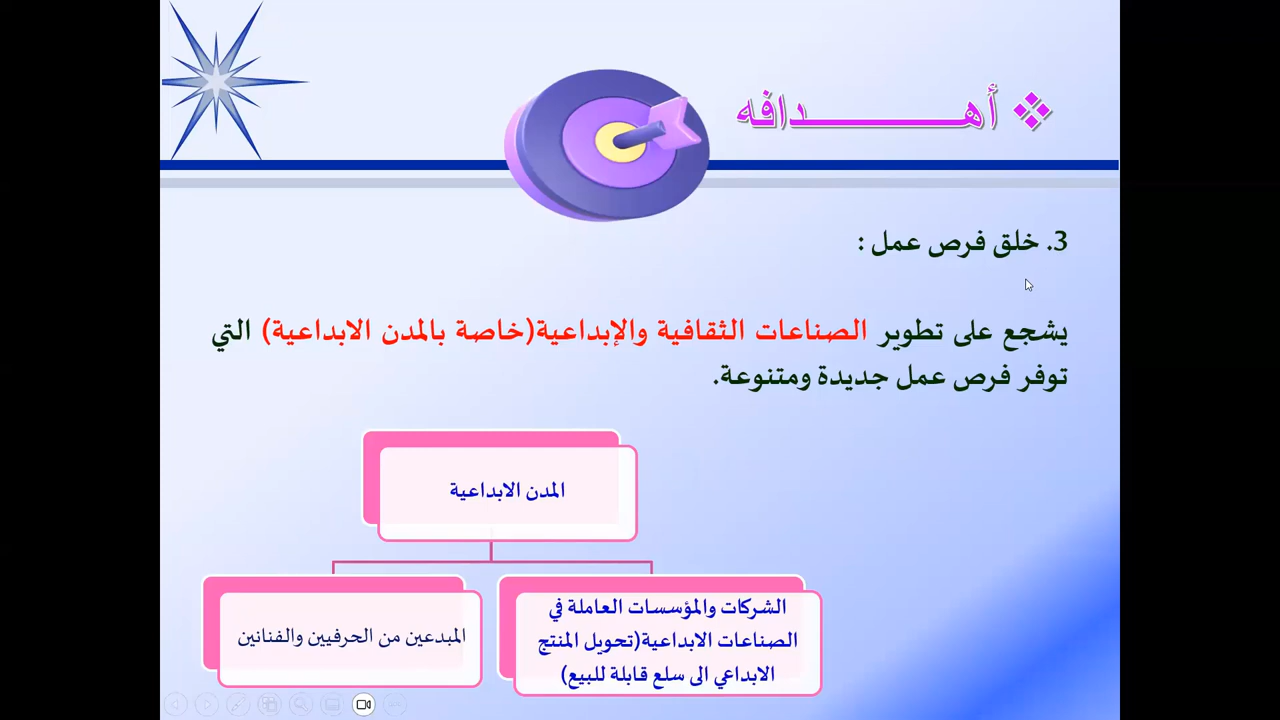 ❖ أهـــــــــــــدافه
3. خلق فرص عمل :
يشجع على تطوير الصناعات الثقافية والإبداعية(خاصة بالمدن الابداعية) التي
توفر فرص عمل جديدة ومتنوعة.
المدن الابداعية
الشركات والمؤسسات العاملة في
الصناعات الابداعية(تحويل المنتج
الابداعي الى سلع قابلة للبيع)
المبدعين من الحرفيين والفنانين